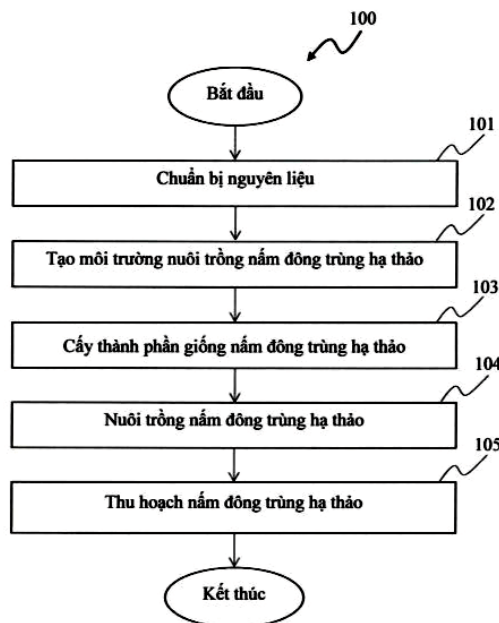 100
Bắt đầu
101
Chuẩn bị nguyên liệu
102
Tạo môi trường nuôi trồng nấm đông trùng hạ thảo
103
Cấy thành phần giống nấm đông trùng hạ thảo
104
Nuôi trồng nấm đông trùng hạ thảo
105
Thu hoạch nấm đông trùng hạ thảo
Kết thúc